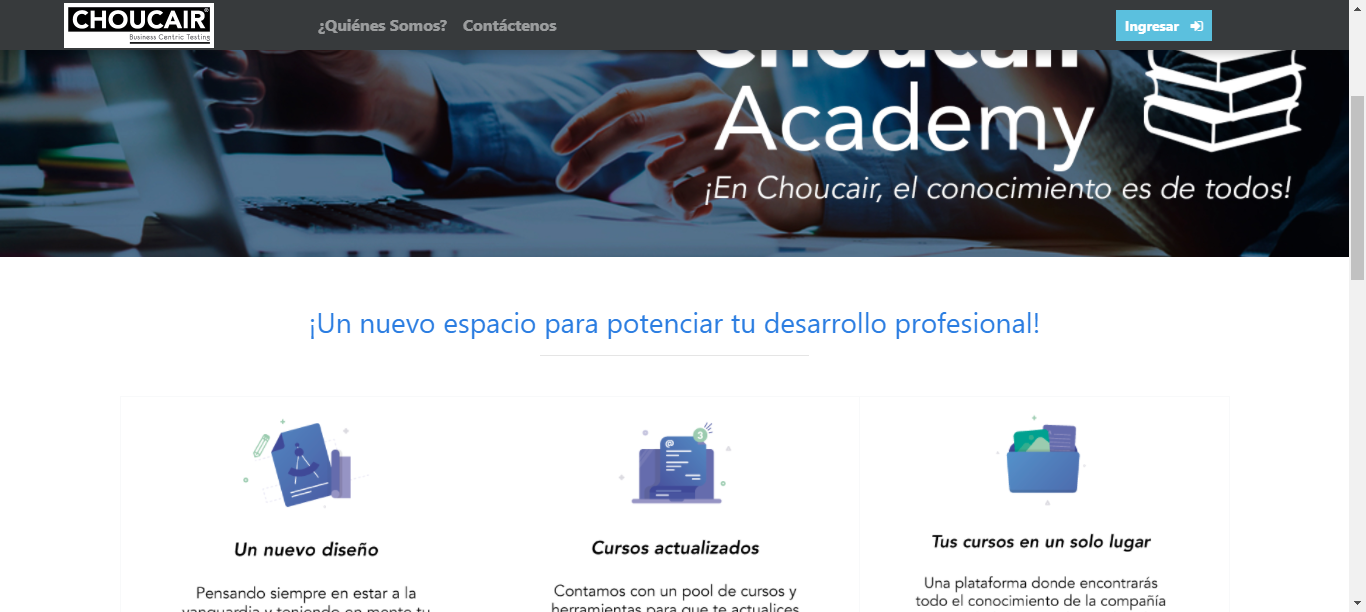 CHOUCAIR®
Business Centric Testing
¿Quiénes Somos? Contáctenos
Ingresar
Choucair
Academy
¡En Choucair, el conocimiento es de todos!
¡Un nuevo espacio para potenciar tu desarrollo profesional!
@
3
Un nuevo diseño
Pensando siempre en estar a la
vanguardia y teniendo en mente tu
Cursos actualizados
Contamos con un pool de cursos y
herramientas para que te actualices
Tus cursos en un solo lugar
Una plataforma donde encontrarás
todo el conocimiento de la compañía